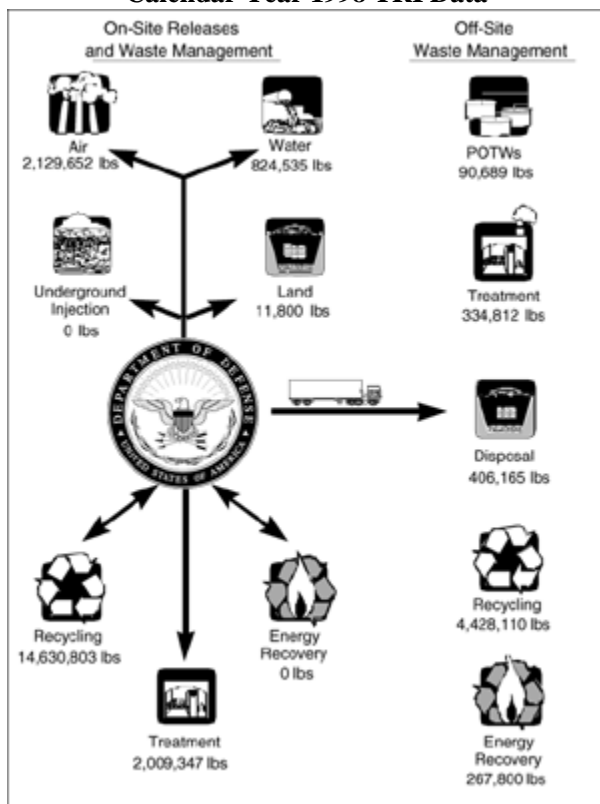 Calendar Year 1998 TRI Data
On-Site Releases
and Waste Management
Air
2,129,652 lbs
Water
824,535 lbs
Underground
Injection
0 lbs
Land
11,800 lbs
DEPARTMENT OF DEFENSE
UNITED STATES OF AMERICA
Recycling
14,630,803 lbs
Energy
Recovery
0 lbs
Treatment
2,009,347 lbs
Off-Site
Waste Management
POTWs
90,689 lbs
Treatment
334,812 lbs
Disposal
406,165 lbs
Recycling
4,428,110 lbs
Energy
Recovery
267,800 lbs